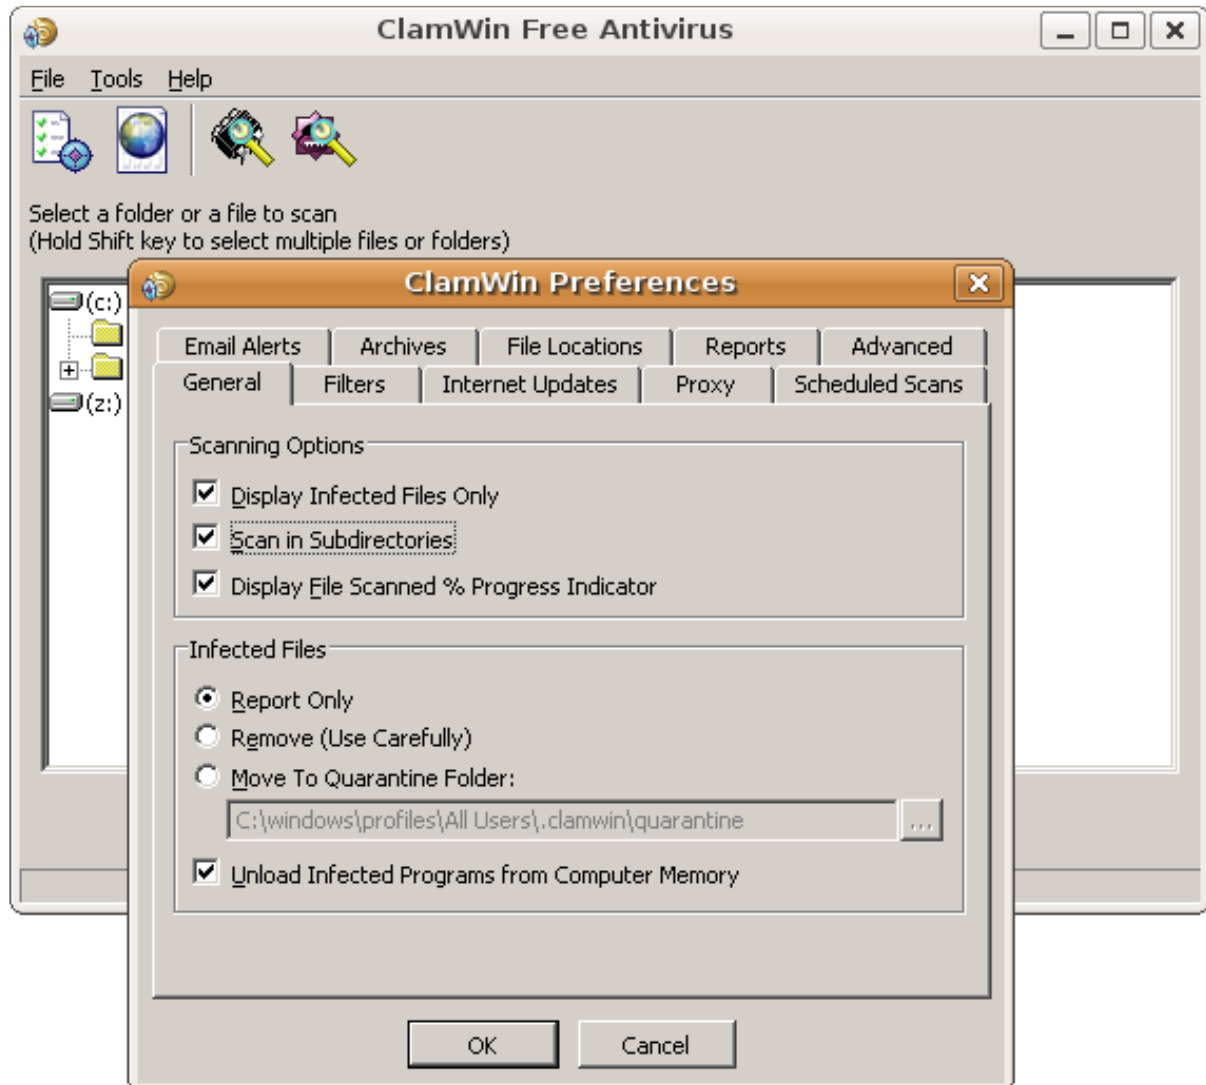 ClamWin Free Antivirus
File Tools Help
Select a folder or a file to scan
(Hold Shift key to select multiple files or folders)
(c:)
(z:)
ClamWin Preferences
Email Alerts Archives File Locations Reports Advanced
General Filters Internet Updates Proxy Scheduled Scans
Scanning Options
Display Infected Files Only
Scan in Subdirectories
Display File Scanned % Progress Indicator
Infected Files
Report Only
Remove (Use Carefully)
Move To Quarantine Folder:
C:\windows\profiles\All Users\.clamwin\quarantine ...
Unload Infected Programs from Computer Memory
OK Cancel